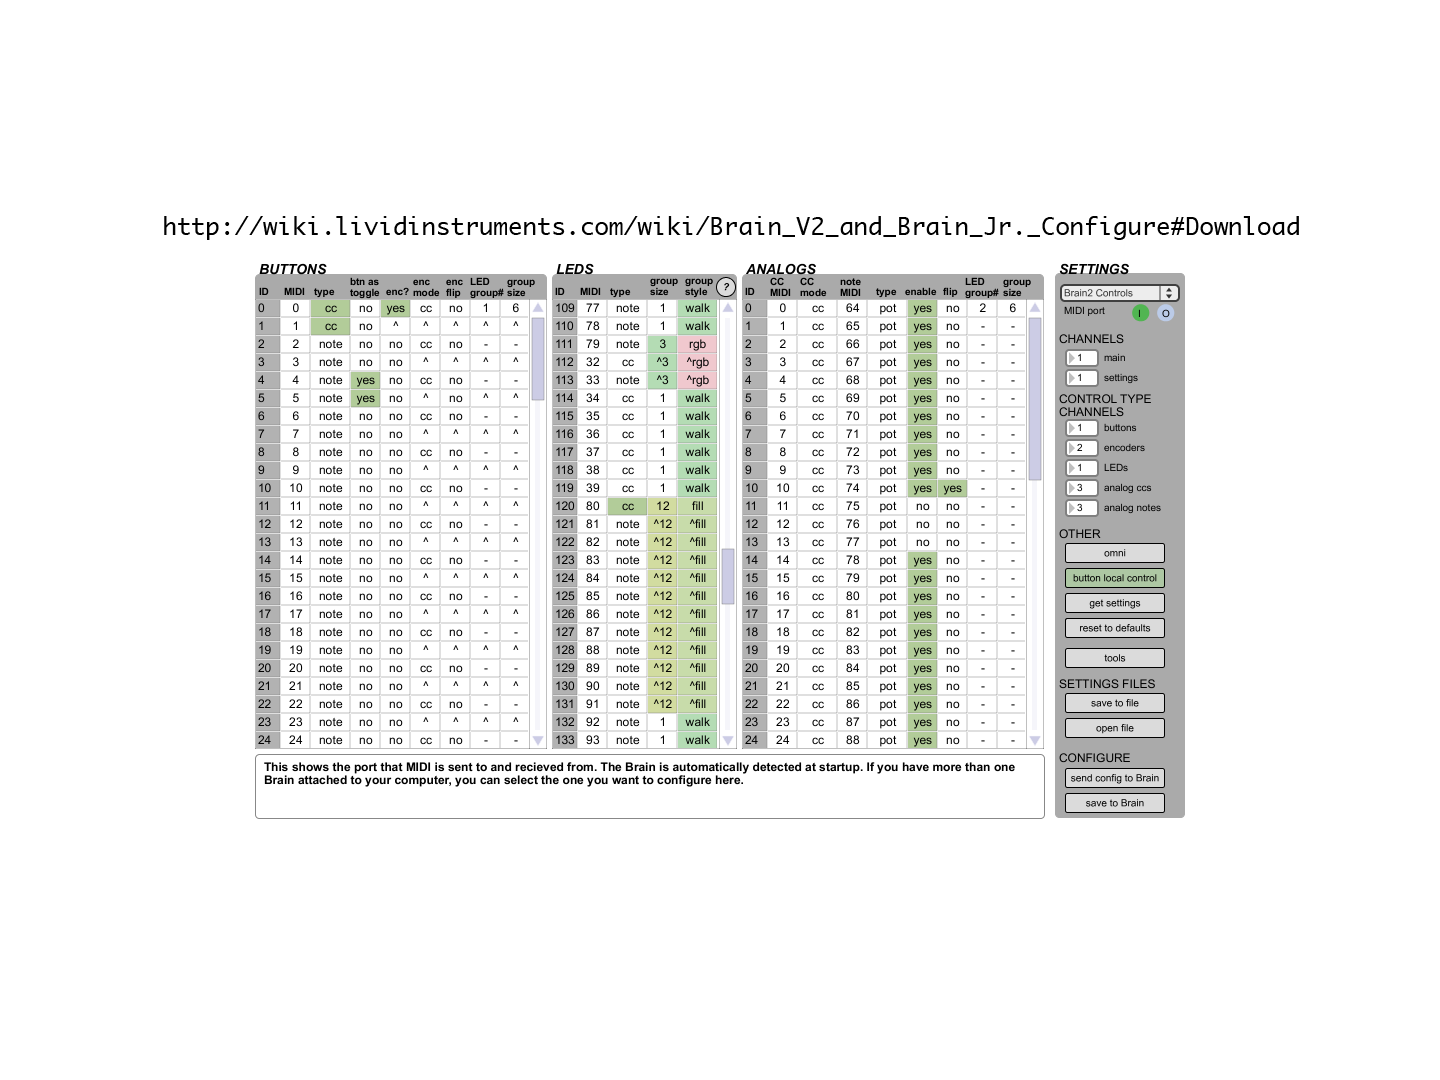 http://wiki.lividinstruments.com/wiki/Brain_V2_and_Brain_Jr._Configure#Download
BUTTONS
ID MIDI type btn as toggle enc? enc mode enc flip LED group# group size
0 0 cc no yes cc no 1 6
1 1 cc no ^ ^ ^ ^ ^
2 2 note no no cc no - -
3 3 note no no ^ ^ ^ ^
4 4 note yes no cc no - -
5 5 note yes no ^ no ^ ^
6 6 note no no cc no - -
7 7 note no no ^ ^ ^ ^
8 8 note no no cc no - -
9 9 note no no ^ ^ ^ ^
10 10 note no no cc no - -
11 11 note no no ^ ^ ^ ^
12 12 note no no cc no - -
13 13 note no no ^ ^ ^ ^
14 14 note no no cc no - -
15 15 note no no ^ ^ ^ ^
16 16 note no no cc no - -
17 17 note no no
18 18 note no no cc no - -
19 19 note no no ^ ^ ^ ^
20 20 note no no cc no - -
21 21 note no no ^ ^ ^ ^
22 22 note no no cc no - -
23 23 note no no ^ ^ ^ ^
24 24 note no no cc no - -
LEDS
ID MIDI type group size group style ?
109 77 note 1 walk
110 78 note 1 walk
111 79 note 3 rgb
112 32 cc ^3 ^rgb
113 33 note ^3 ^rgb
114 34 cc 1 walk
115 35 cc 1 walk
116 36 cc 1 walk
117 37 cc 1 walk
118 38 cc 1 walk
119 39 cc 1 walk
120 80 cc 12 fill
121 81 note ^12 ^fill
122 82 note ^12 ^fill
123 83 note ^12 ^fill
124 84 note ^12 ^fill
125 85 note ^12 ^fill
126 86 note ^12 ^fill
127 87 note ^12 ^fill
128 88 note ^12 ^fill
129 89 note ^12 ^fill
130 90 note ^12 ^fill
131 91 note ^12 ^fill
132 92 note 1 walk
133 93 note 1 walk
ANALOGS
ID CC MIDI CC mode note MIDI type enable flip LED group# group size
0 0 cc 64 pot yes no 2 6
1 1 cc 65 pot yes no - -
2 2 cc 66 pot yes no - -
3 3 cc 67 pot yes no - -
4 4 cc 68 pot yes no - -
5 5 cc 69 pot yes no - -
6 6 cc 70 pot yes no - -
7 7 cc 71 pot yes no - -
8 8 cc 72 pot yes no - -
9 9 cc 73 pot yes no - -
10 10 cc 74 pot yes yes - -
11 11 cc 75 pot no no - -
12 12 cc 76 pot no no - -
13 13 cc 77 pot no no - -
14 14 cc 78 pot yes no - -
15 15 cc 79 pot yes no - -
16 16 cc 80 pot yes no - -
17 17 cc 81 pot yes no - -
18 18 cc 82 pot yes no - -
19 19 cc 83 pot yes no - -
20 20 cc 84 pot yes no - -
21 21 cc 85 pot yes no - -
22 22 cc 86 pot yes no - -
23 23 cc 87 pot yes no - -
24 24 cc 88 pot yes no - -
This shows the port that MIDI is sent to and recieved from. The Brain is automatically detected at startup. If you have more than one
Brain attached to your computer, you can select the one you want to configure here.
SETTINGS
Brain2 Controls
MIDI port I O
CHANNELS
1 main
1 settings
CONTROL TYPE
CHANNELS
1 buttons
2 encoders
1 LEDs
3 analog ccs
3 analog notes
OTHER
omni
button local control
get settings
reset to defaults
tools
SETTINGS FILES
save to file
open file
CONFIGURE
send config to Brain
save to Brain